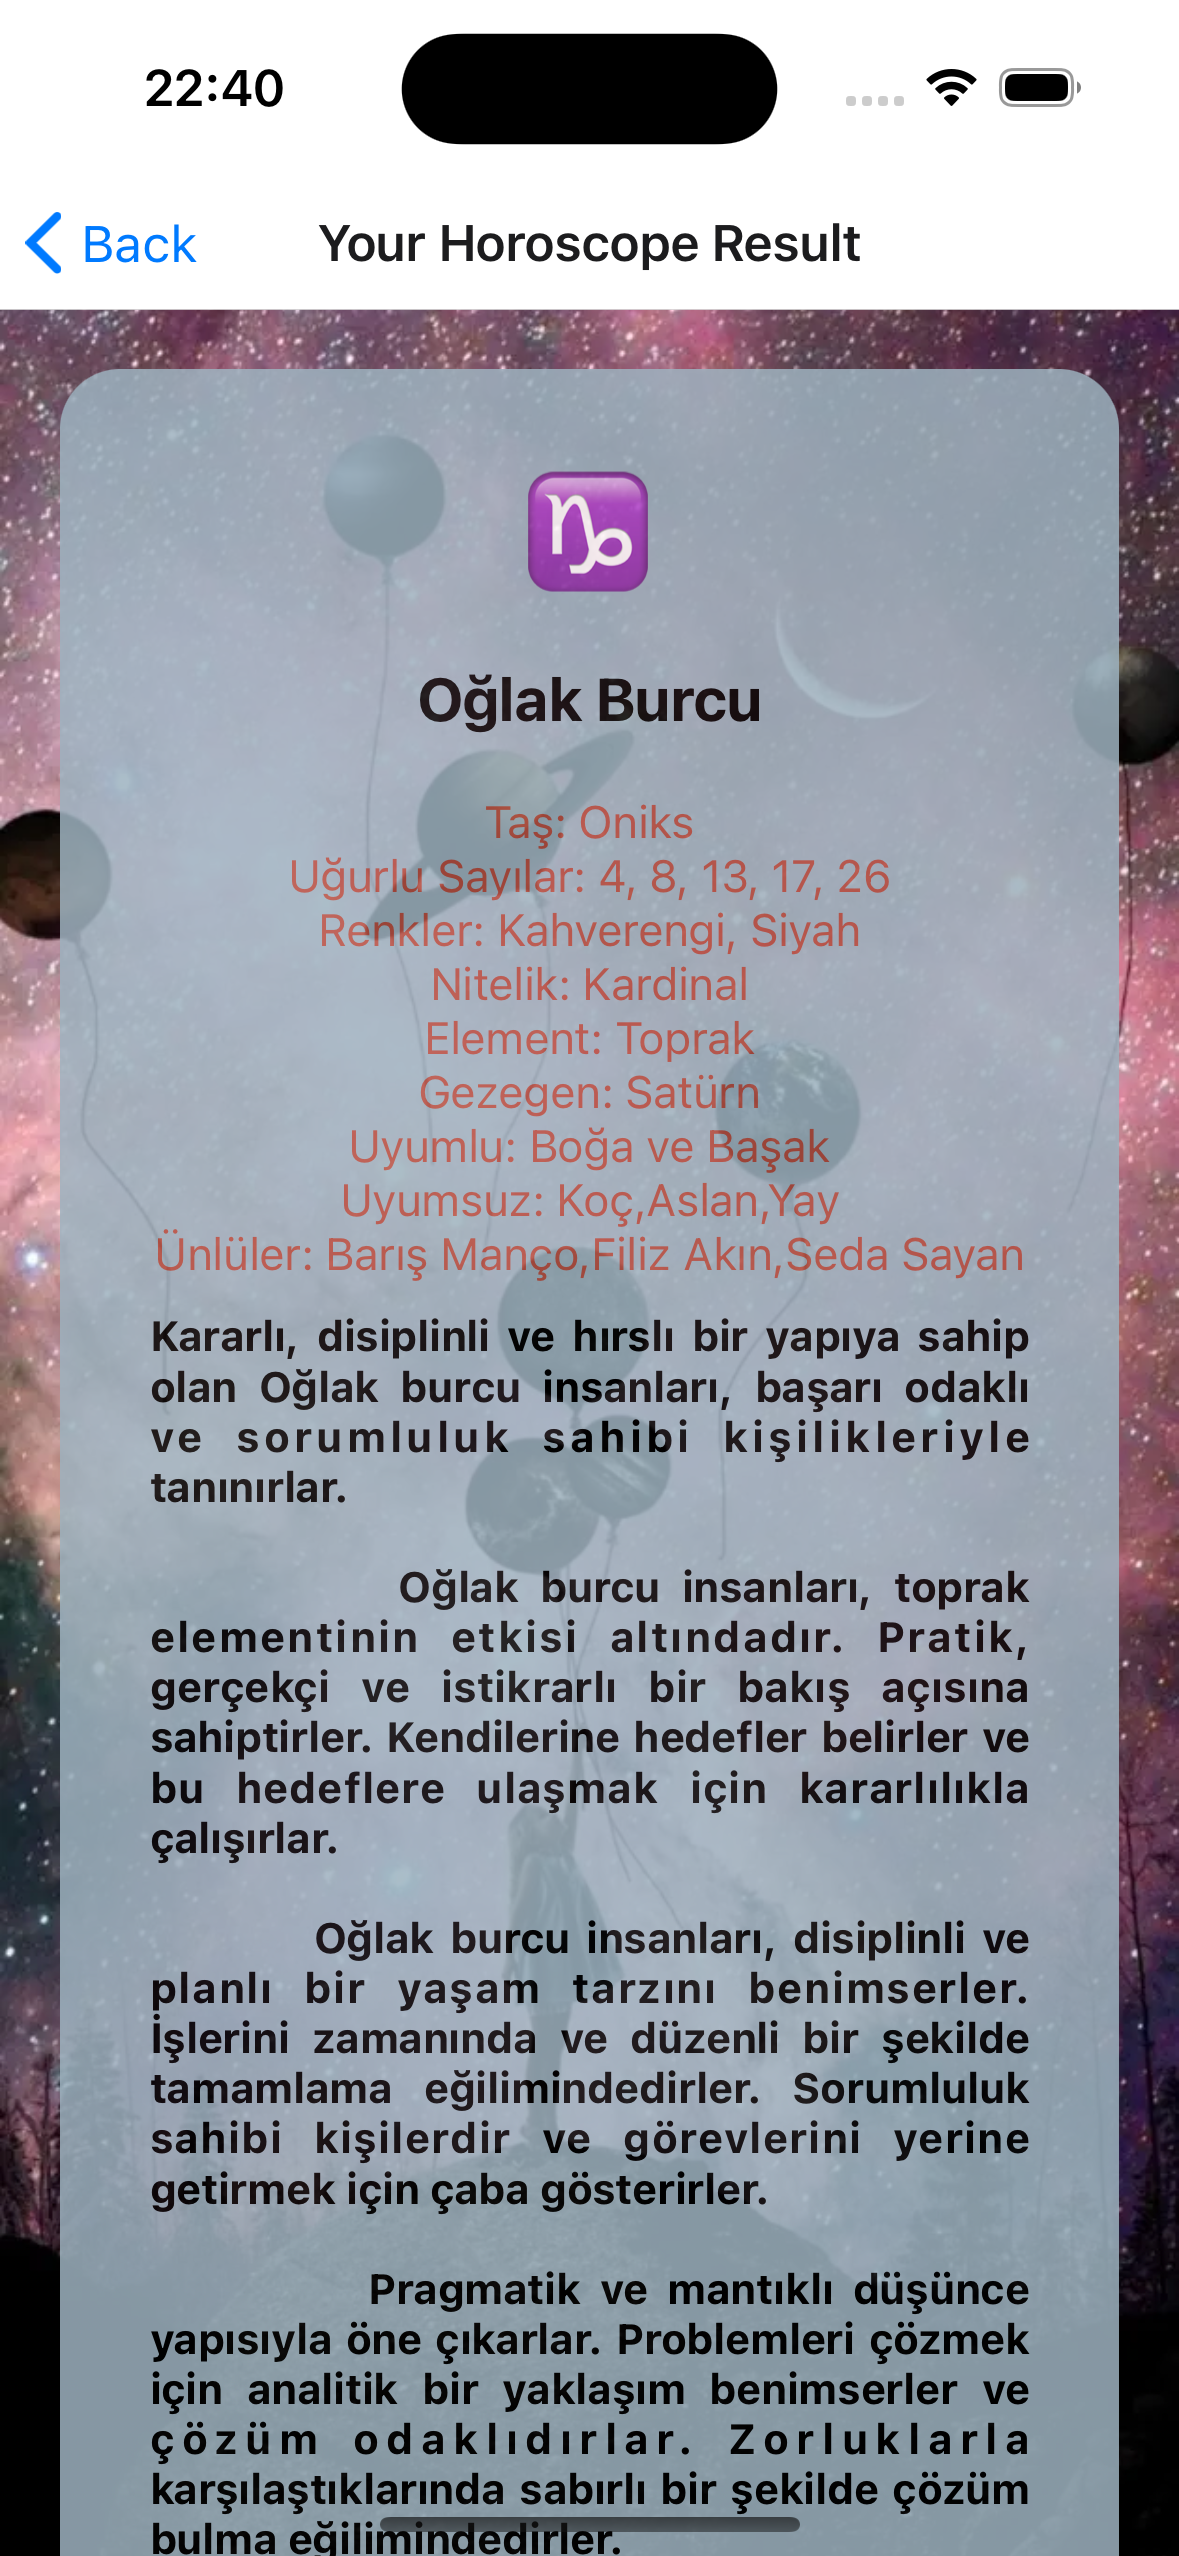 22:40
Back
Your Horoscope Result
♑
Oğlak Burcu
Taş: Oniks
Uğurlu Sayılar: 4, 8, 13, 17, 26
Renkler: Kahverengi, Siyah
Nitelik: Kardinal
Element: Toprak
Gezegen: Satürn
Uyumlu: Boğa ve Başak
Uyumsuz: Koç,Aslan,Yay
Ünlüler: Barış Manço,Filiz Akın,Seda Sayan
Kararlı, disiplinli ve hırslı bir yapıya sahip
olan Oğlak burcu insanları, başarı odaklı
ve sorumluluk sahibi kişilikleriyle
tanınırlar.
Oğlak burcu insanları, toprak
elementinin etkisi altındadır. Pratik,
gerçekçi ve istikrarlı bir bakış açısına
sahiptirler. Kendilerine hedefler belirler ve
bu hedeflere ulaşmak için kararlılıkla
çalışırlar.
Oğlak burcu insanları, disiplinli ve
planlı bir yaşam tarzını benimserler.
İşlerini zamanında ve düzenli bir şekilde
tamamlama eğilimindedirler. Sorumluluk
sahibi kişilerdir ve görevlerini yerine
getirmek için çaba gösterirler.
Pragmatik ve mantıklı düşünce
yapısıyla öne çıkarlar. Problemleri çözmek
için analitik bir yaklaşım benimserler ve
çözüm odaklıdırlar. Zorluklarla
karşılaştıklarında sabırlı bir şekilde çözüm
bulma eğilimindedirler.